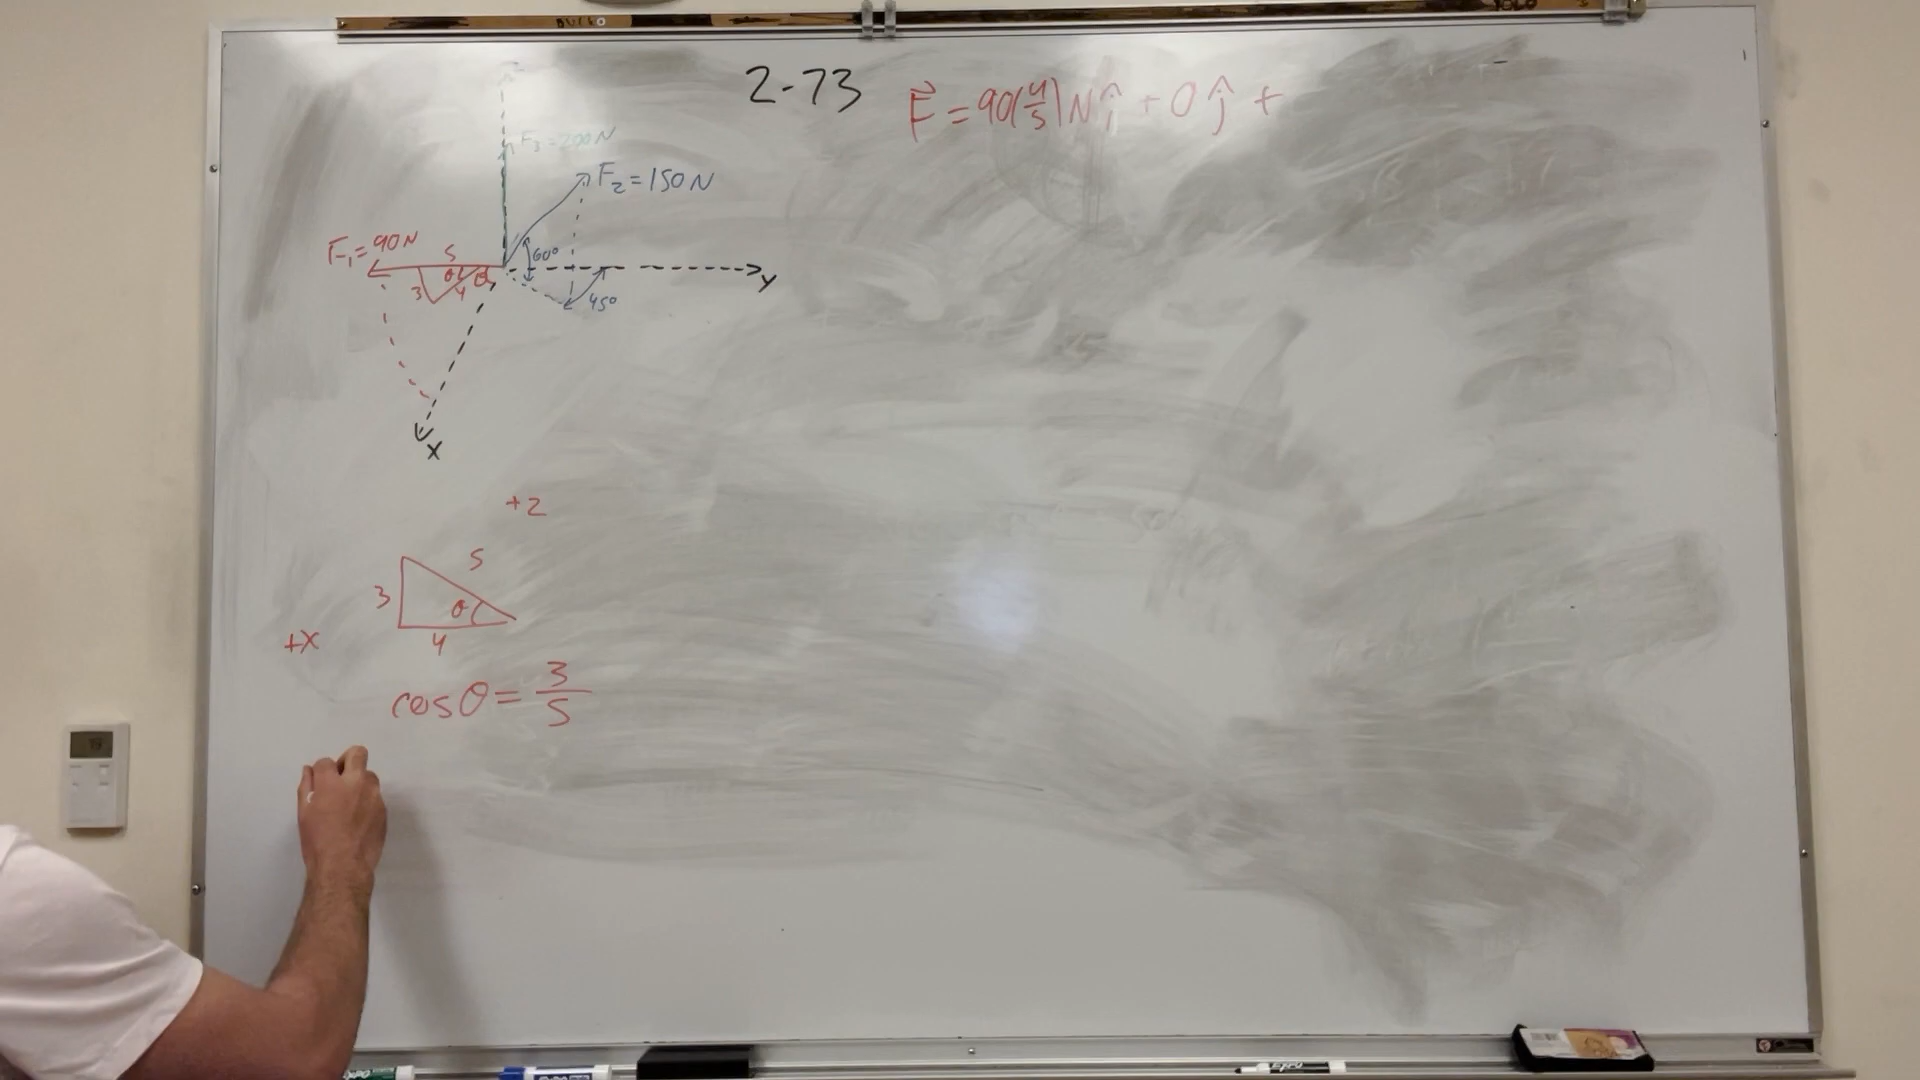 2-73
F = 90(4/5)N î + 0 ĵ +
F3 = 200N
F2 = 150N
F1 = 90N
5
60°
θ
θ
3
4
45°
y
x
+z
5
3
θ
4
+x
cosθ = 3/5
EXPO